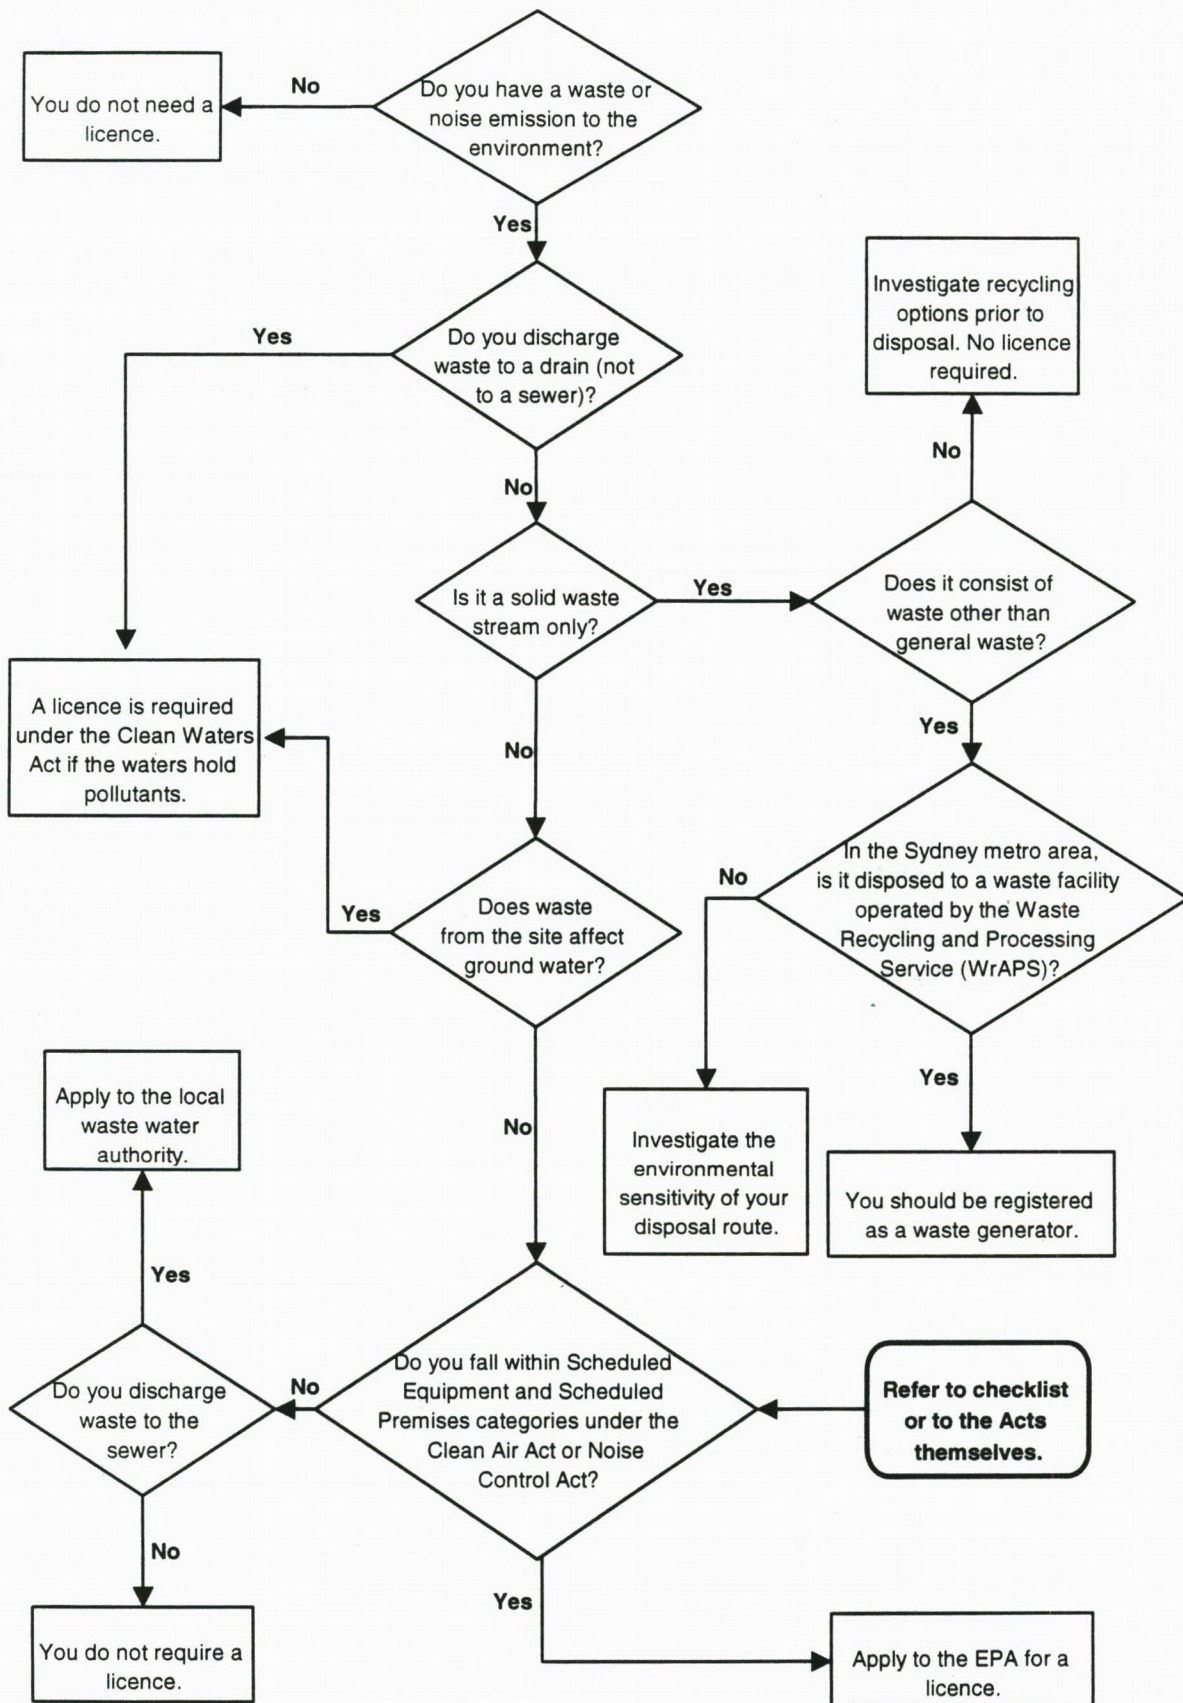 Do you have a waste or
noise emission to the
environment?
No
You do not need a
licence.
Yes
Do you discharge
waste to a drain (not
to a sewer)?
Yes
No
Investigate recycling
options prior to
disposal. No licence
required.
No
Is it a solid waste
stream only?
Yes
Does it consist of
waste other than
general waste?
A licence is required
under the Clean Waters
Act if the waters hold
pollutants.
No
Yes
In the Sydney metro area,
is it disposed to a waste facility
operated by the Waste
Recycling and Processing
Service (WrAPS)?
No
Yes
Does waste
from the site affect
ground water?
Yes
No
Apply to the local
waste water
authority.
Investigate the
environmental
sensitivity of your
disposal route.
You should be registered
as a waste generator.
Yes
Do you discharge
waste to the
sewer?
No
Do you fall within Scheduled
Equipment and Scheduled
Premises categories under the
Clean Air Act or Noise
Control Act?
Refer to checklist
or to the Acts
themselves.
No
Yes
You do not require a
licence.
Apply to the EPA for a
licence.